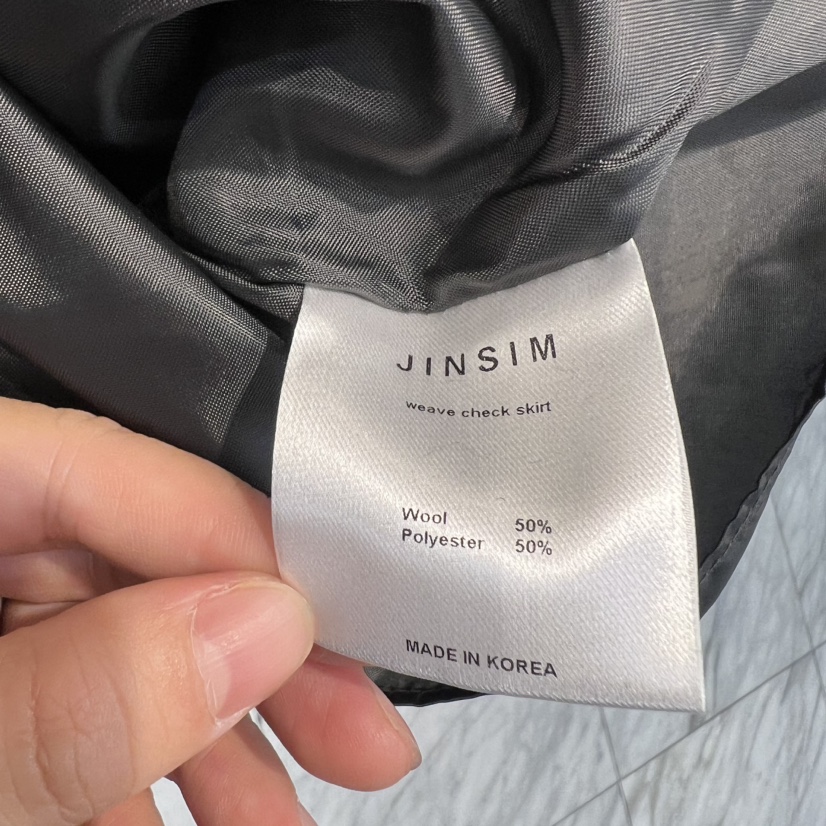 JINSIM
weave check skirt
Wool 50%
Polyester 50%
MADE IN KOREA